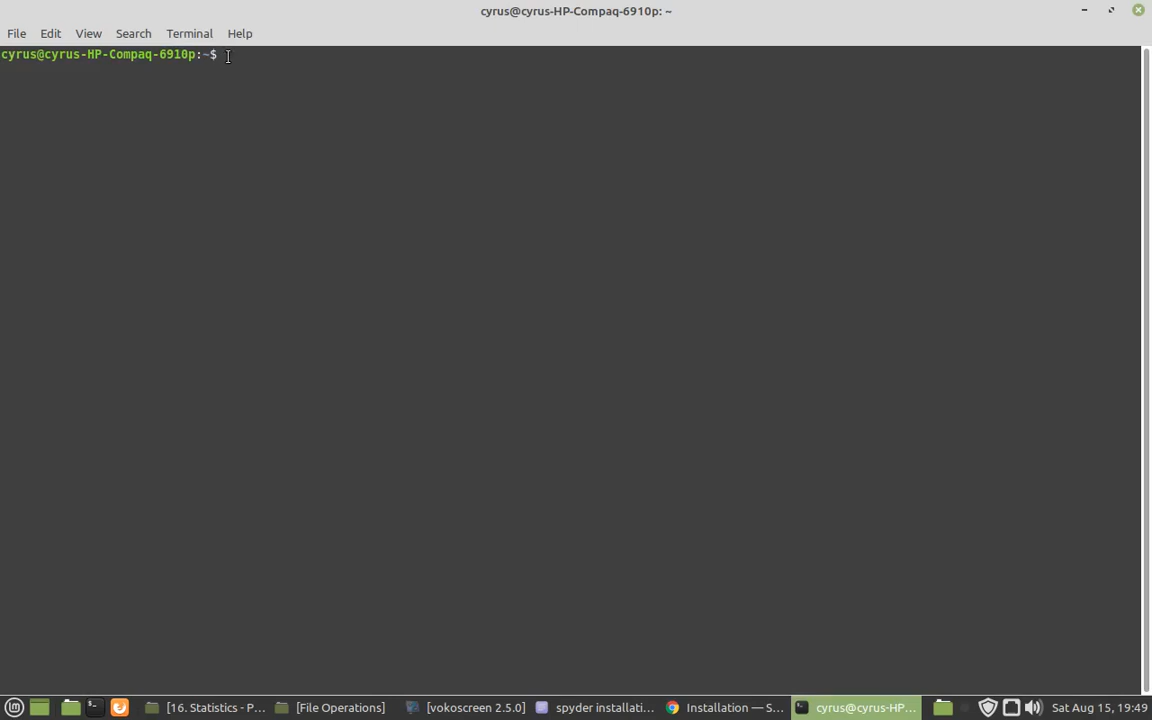 cyrus@cyrus-HP-Compaq-6910p: ~
File Edit View Search Terminal Help
cyrus@cyrus-HP-Compaq-6910p:~$
[16. Statistics - P... [File Operations] [vokoscreen 2.5.0] spyder installati... Installation — S... cyrus@cyrus-HP... Sat Aug 15, 19:49